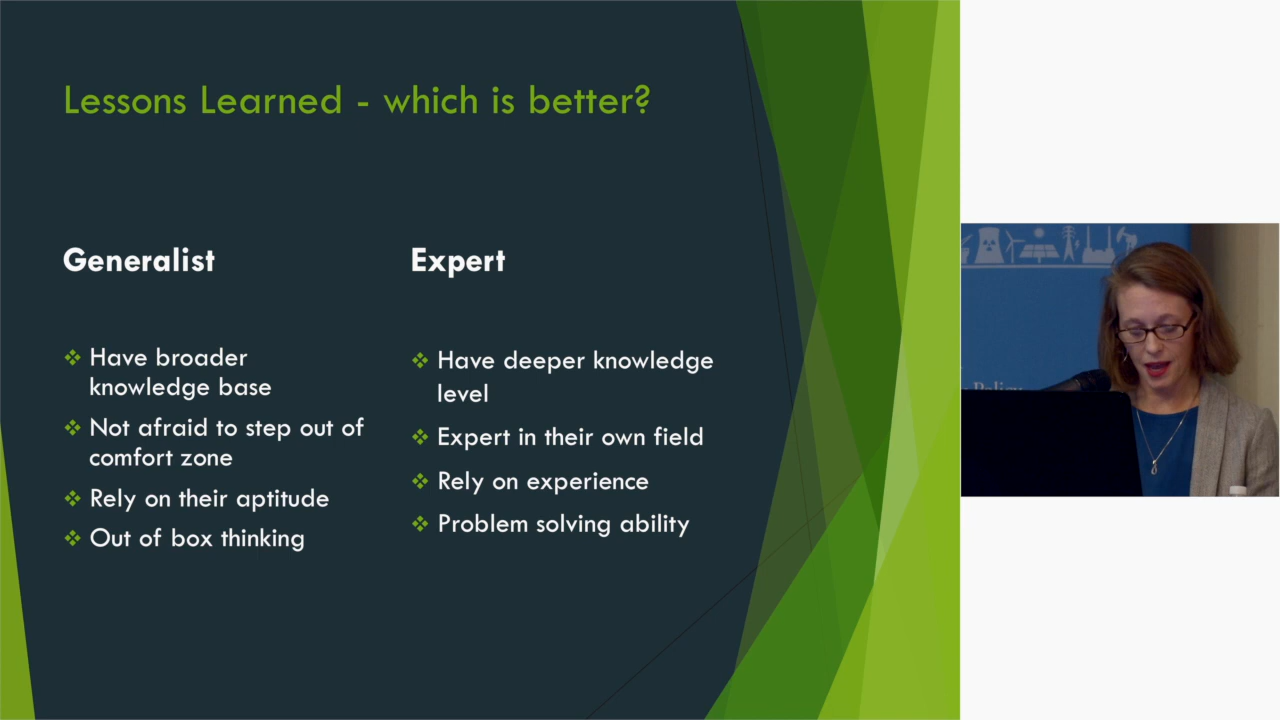 Lessons Learned - which is better?
Generalist
Have broader
knowledge base
Not afraid to step out of
comfort zone
Rely on their aptitude
Out of box thinking
Expert
Have deeper knowledge
level
Expert in their own field
Rely on experience
Problem solving ability
Policy